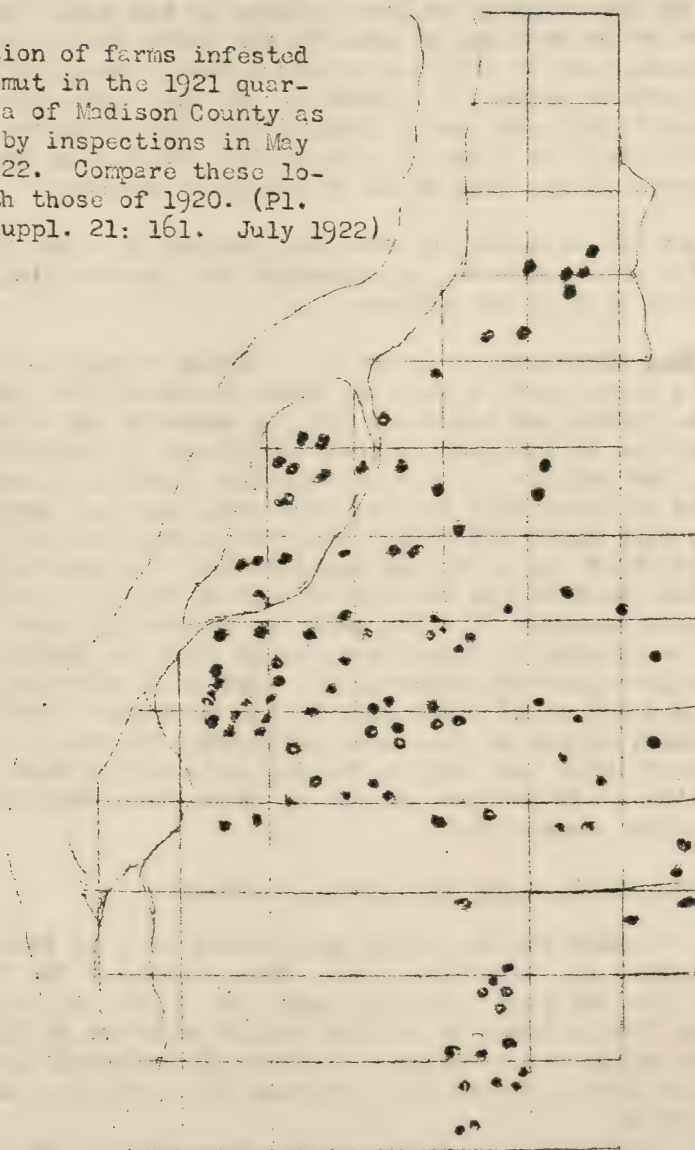 ion of farms infested
mut in the 1921 quar-
a of Madison County as
by inspections in May
22. Compare these lo-
h those of 1920. (Pl.
uppl. 21: 161. July 1922)